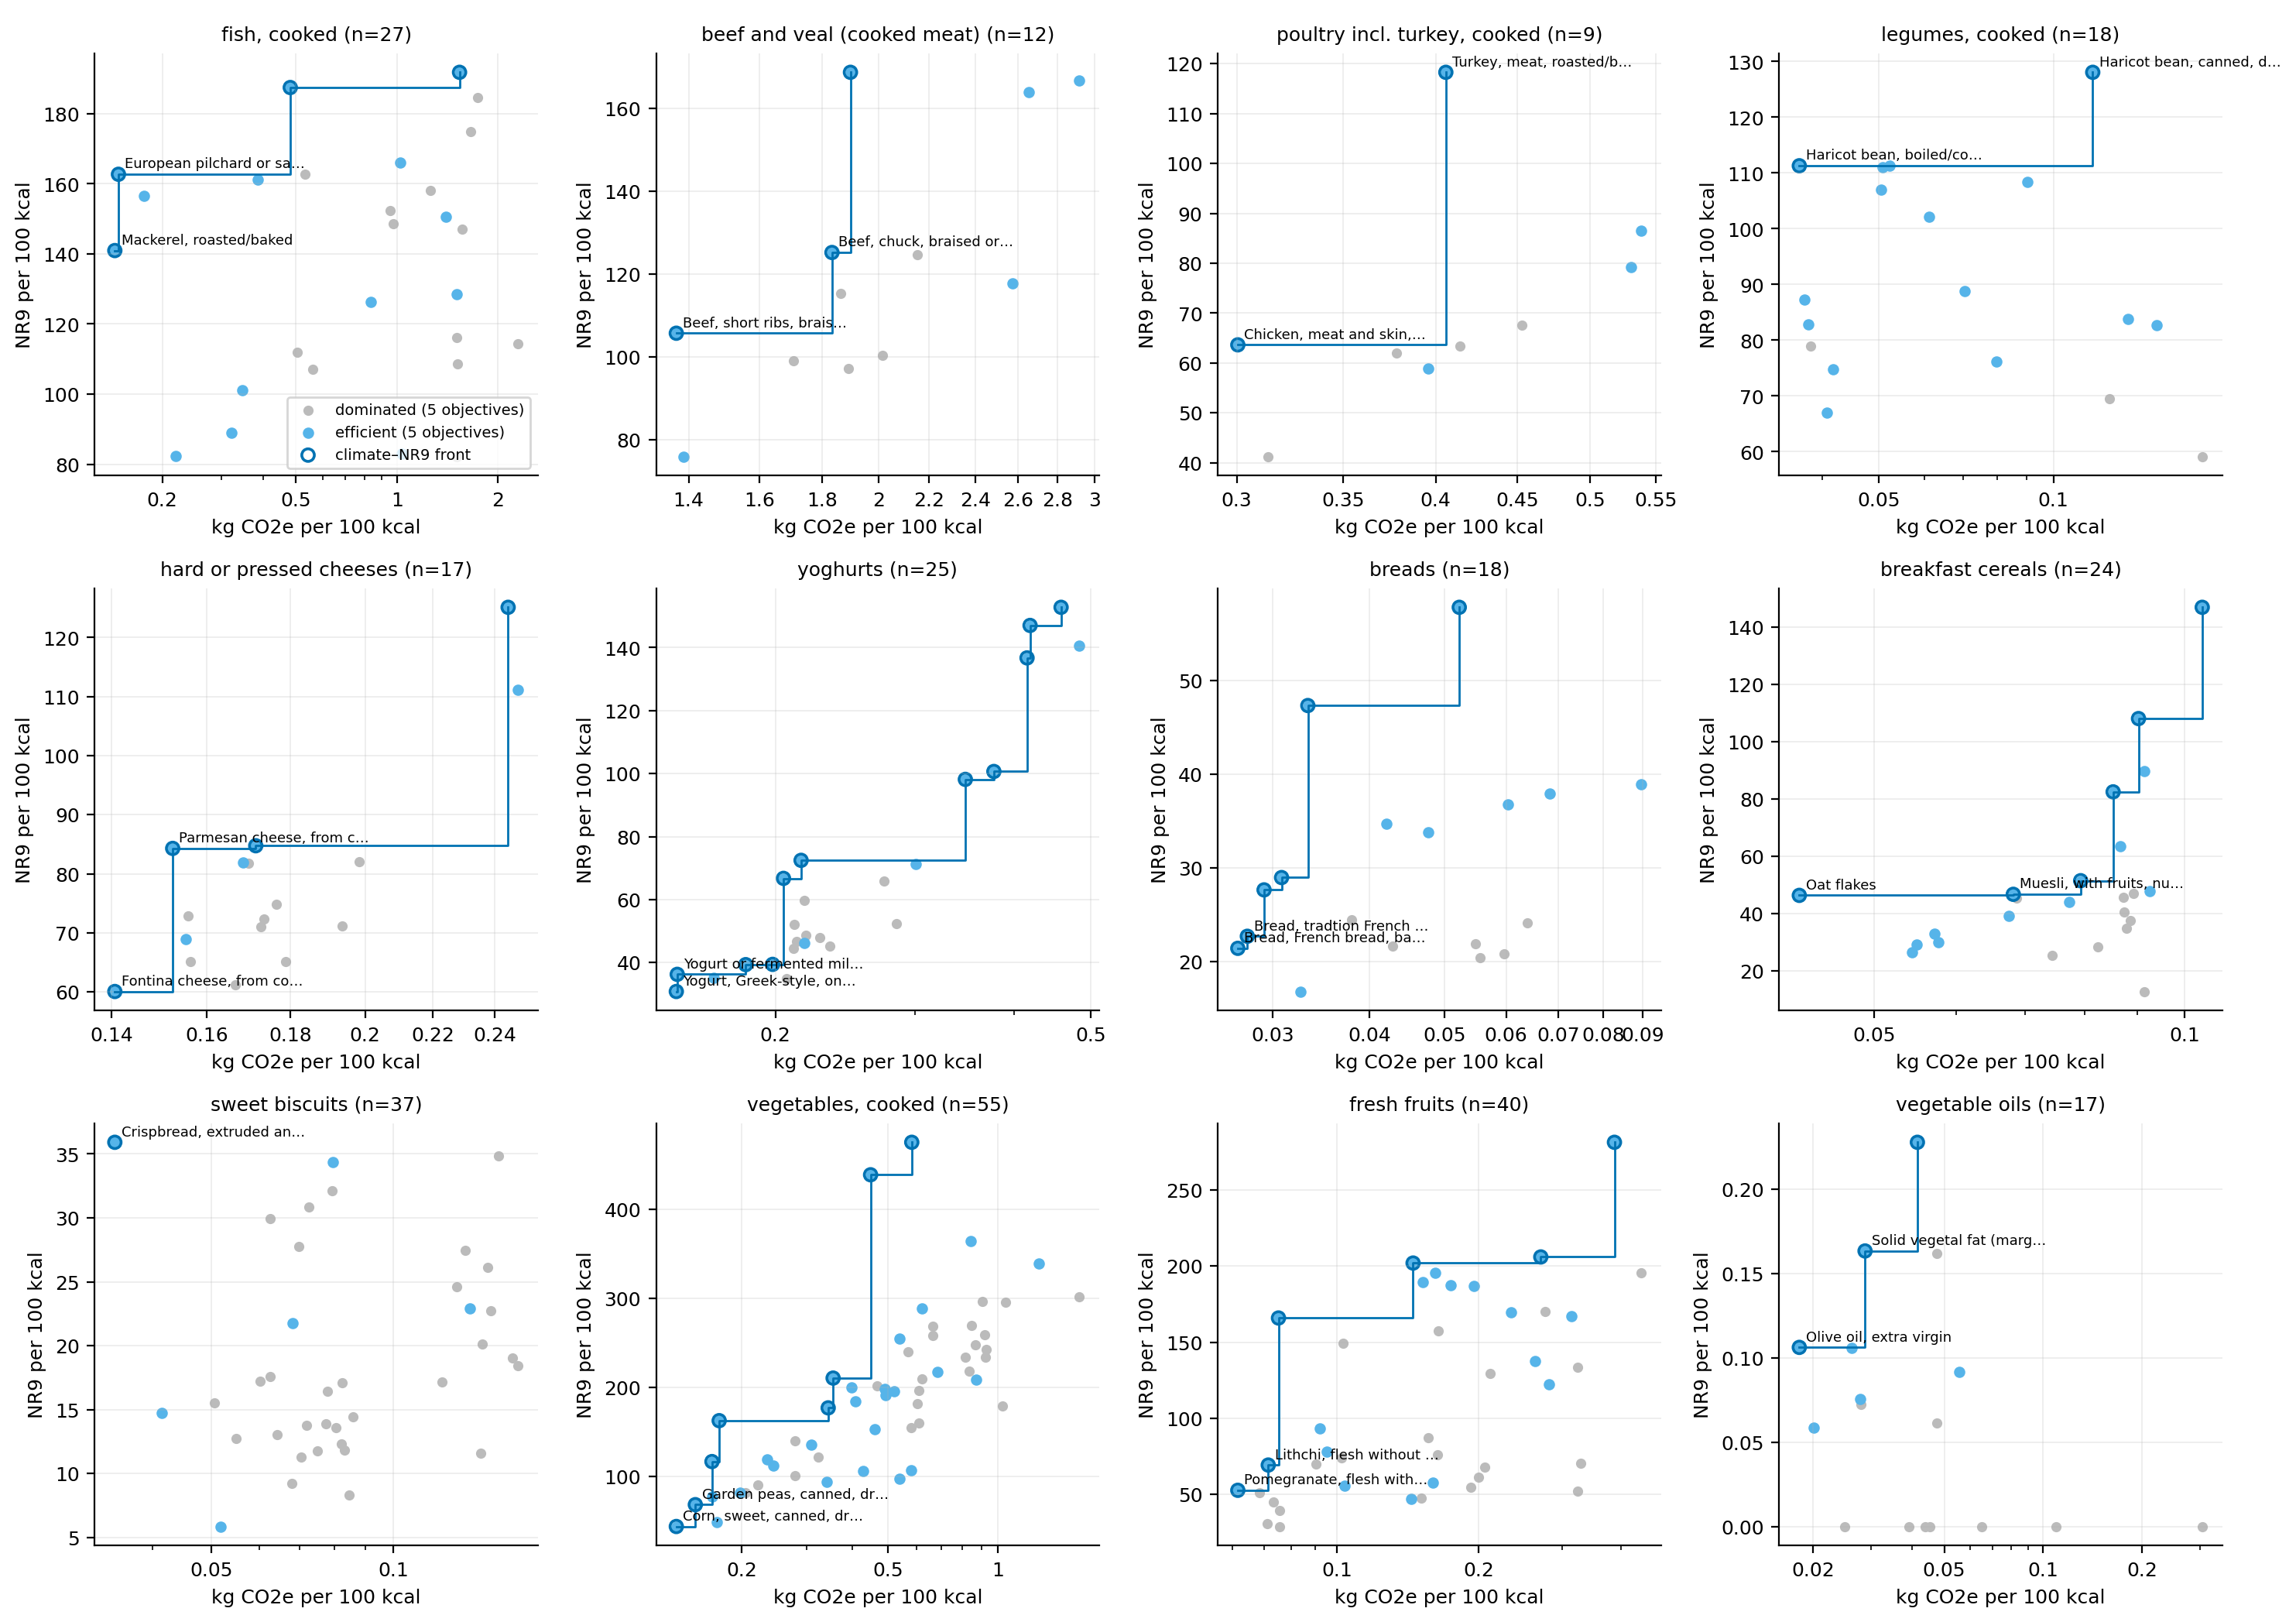 fish, cooked (n=27)
NR9 per 100 kcal
180
160
140
120
100
80
European pilchard or sa…
Mackerel, roasted/baked
dominated (5 objectives)
efficient (5 objectives)
climate–NR9 front
0.2 0.5 1 2
kg CO2e per 100 kcal
beef and veal (cooked meat) (n=12)
NR9 per 100 kcal
160
140
120
100
80
Beef, chuck, braised or…
Beef, short ribs, brais…
1.4 1.6 1.8 2 2.2 2.4 2.6 2.8 3
kg CO2e per 100 kcal
poultry incl. turkey, cooked (n=9)
NR9 per 100 kcal
120
110
100
90
80
70
60
50
40
Turkey, meat, roasted/b…
Chicken, meat and skin,…
0.3 0.35 0.4 0.45 0.5 0.55
kg CO2e per 100 kcal
legumes, cooked (n=18)
NR9 per 100 kcal
130
120
110
100
90
80
70
60
Haricot bean, canned, d…
Haricot bean, boiled/co…
0.05 0.1
kg CO2e per 100 kcal
hard or pressed cheeses (n=17)
NR9 per 100 kcal
120
110
100
90
80
70
60
Parmesan cheese, from c…
Fontina cheese, from co…
0.14 0.16 0.18 0.2 0.22 0.24
kg CO2e per 100 kcal
yoghurts (n=25)
NR9 per 100 kcal
140
120
100
80
60
40
Yogurt or fermented mil…
Yogurt, Greek-style, on…
0.2 0.5
kg CO2e per 100 kcal
breads (n=18)
NR9 per 100 kcal
50
40
30
20
Bread, tradtion French …
Bread, French bread, ba…
0.03 0.04 0.05 0.06 0.07 0.08 0.09
kg CO2e per 100 kcal
breakfast cereals (n=24)
NR9 per 100 kcal
140
120
100
80
60
40
20
Oat flakes
Muesli, with fruits, nu…
0.05 0.1
kg CO2e per 100 kcal
sweet biscuits (n=37)
NR9 per 100 kcal
35
30
25
20
15
10
5
Crispbread, extruded an…
0.05 0.1
kg CO2e per 100 kcal
vegetables, cooked (n=55)
NR9 per 100 kcal
400
300
200
100
Garden peas, canned, dr…
Corn, sweet, canned, dr…
0.2 0.5 1
kg CO2e per 100 kcal
fresh fruits (n=40)
NR9 per 100 kcal
250
200
150
100
50
Lithchi, flesh without …
Pomegranate, flesh with…
0.1 0.2
kg CO2e per 100 kcal
vegetable oils (n=17)
NR9 per 100 kcal
0.20
0.15
0.10
0.05
0.00
Solid vegetal fat (marg…
Olive oil, extra virgin
0.02 0.05 0.1 0.2
kg CO2e per 100 kcal